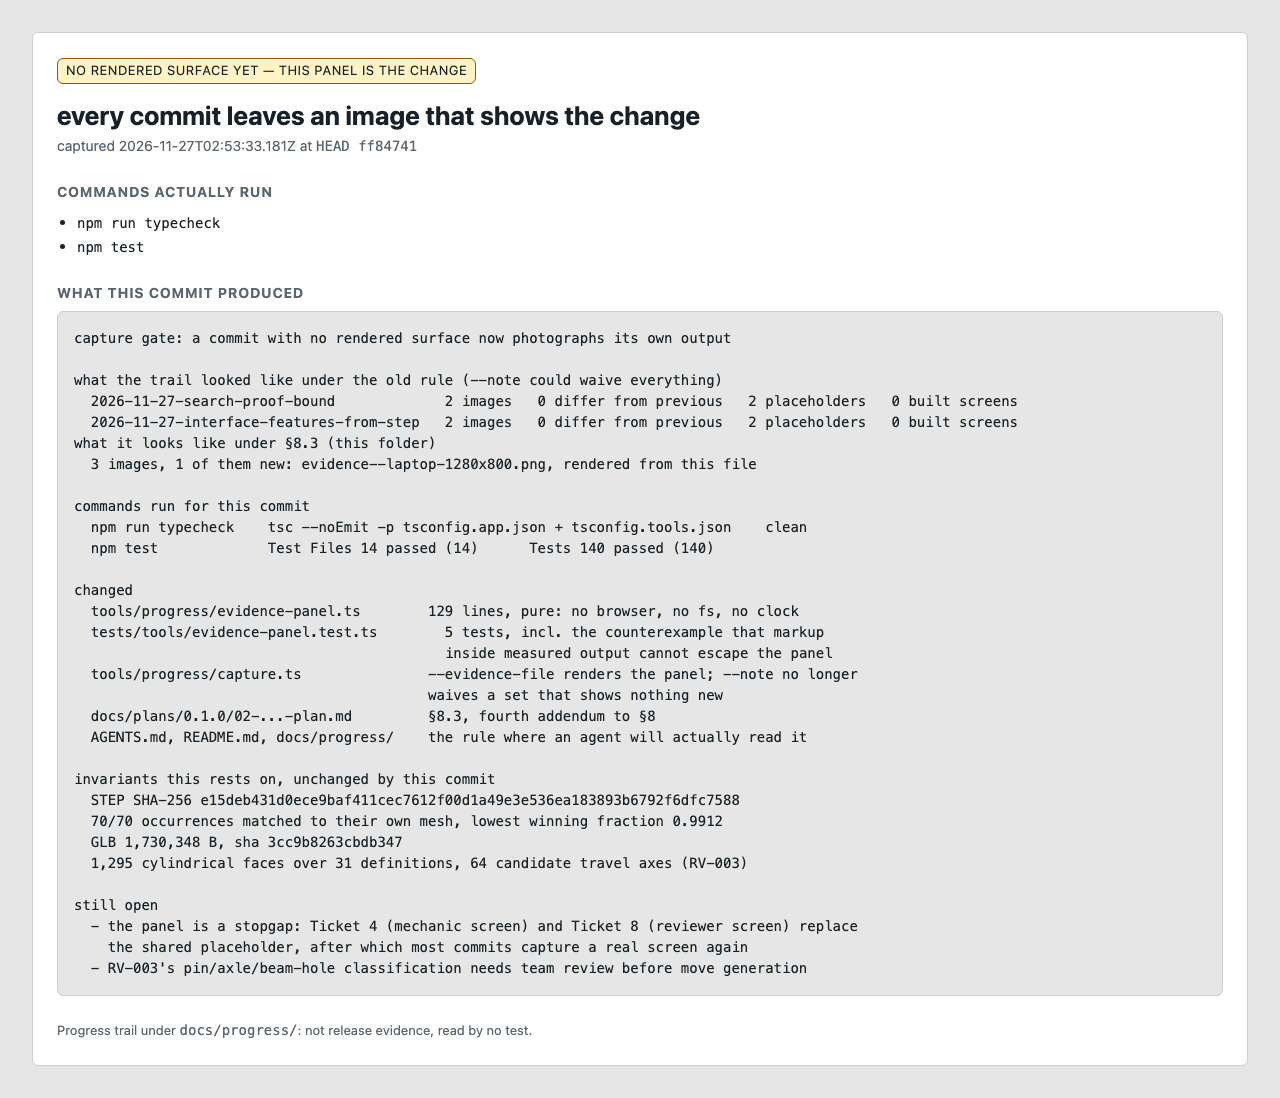 NO RENDERED SURFACE YET — THIS PANEL IS THE CHANGE
every commit leaves an image that shows the change
captured 2026-11-27T02:53:33.181Z at HEAD ff84741
COMMANDS ACTUALLY RUN
• npm run typecheck
• npm test
WHAT THIS COMMIT PRODUCED
capture gate: a commit with no rendered surface now photographs its own output
what the trail looked like under the old rule (--note could waive everything)
2026-11-27-search-proof-bound 2 images 0 differ from previous 2 placeholders 0 built screens
2026-11-27-interface-features-from-step 2 images 0 differ from previous 2 placeholders 0 built screens
what it looks like under §8.3 (this folder)
3 images, 1 of them new: evidence--laptop-1280x800.png, rendered from this file
commands run for this commit
npm run typecheck tsc --noEmit -p tsconfig.app.json + tsconfig.tools.json clean
npm test Test Files 14 passed (14) Tests 140 passed (140)
changed
tools/progress/evidence-panel.ts 129 lines, pure: no browser, no fs, no clock
tests/tools/evidence-panel.test.ts 5 tests, incl. the counterexample that markup
inside measured output cannot escape the panel
tools/progress/capture.ts --evidence-file renders the panel; --note no longer
waives a set that shows nothing new
docs/plans/0.1.0/02-...-plan.md §8.3, fourth addendum to §8
AGENTS.md, README.md, docs/progress/ the rule where an agent will actually read it
invariants this rests on, unchanged by this commit
STEP SHA-256 e15deb431d0ece9baf411cec7612f00d1a49e3e536ea183893b6792f6dfc7588
70/70 occurrences matched to their own mesh, lowest winning fraction 0.9912
GLB 1,730,348 B, sha 3cc9b8263cbdb347
1,295 cylindrical faces over 31 definitions, 64 candidate travel axes (RV-003)
still open
- the panel is a stopgap: Ticket 4 (mechanic screen) and Ticket 8 (reviewer screen) replace
the shared placeholder, after which most commits capture a real screen again
- RV-003's pin/axle/beam-hole classification needs team review before move generation
Progress trail under docs/progress/: not release evidence, read by no test.